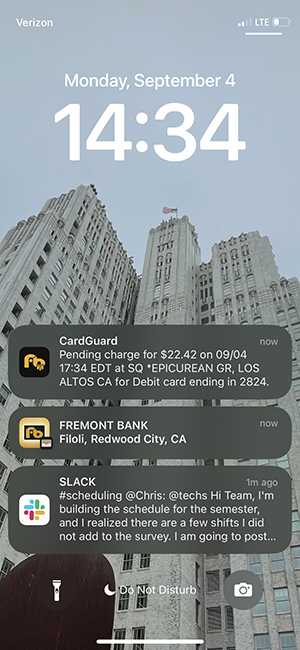 Verizon LTE
Monday, September 4
14:34
CardGuard now
Pending charge for $22.42 on 09/04
17:34 EDT at SQ *EPICUREAN GR, LOS
ALTOS CA for Debit card ending in 2824.
FREMONT BANK now
Filoli, Redwood City, CA
SLACK 1m ago
#scheduling @Chris: @techs Hi Team, I'm
building the schedule for the semester,
and I realized there are a few shifts I did
not add to the survey. I am going to post...
Do Not Disturb